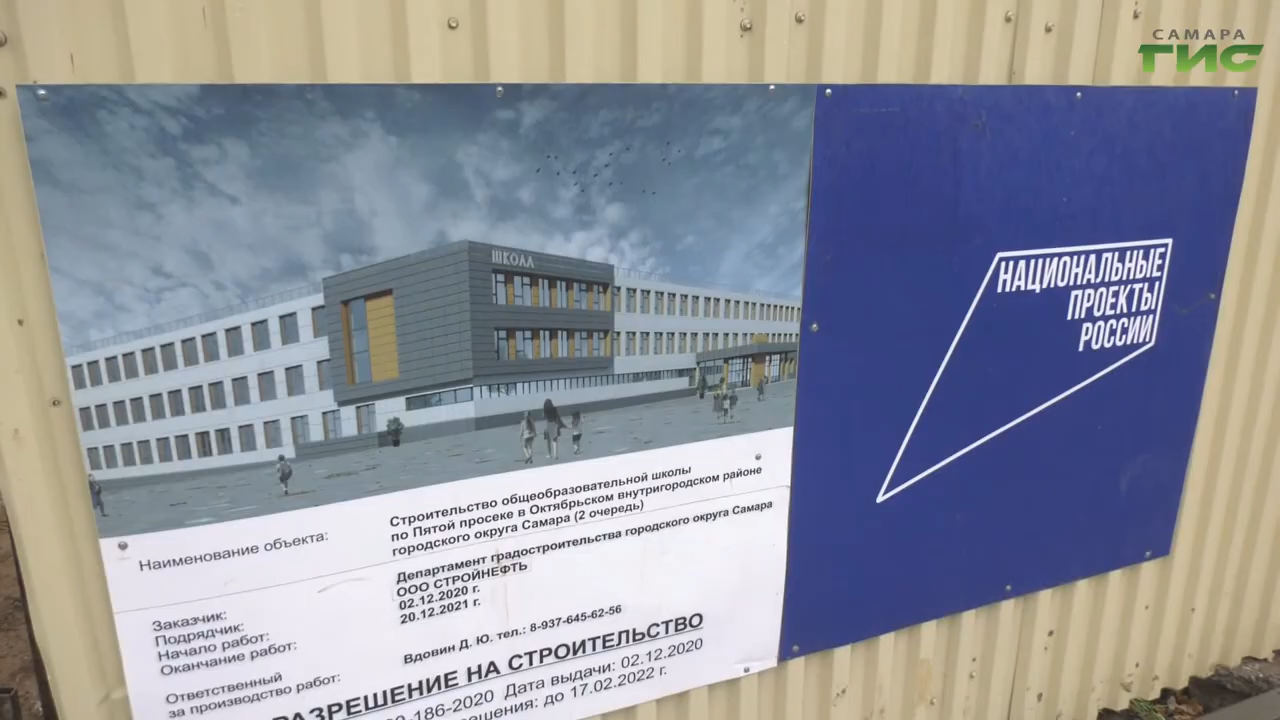 САМАРА
ГИС
ШКОЛА
НАЦИОНАЛЬНЫЕ
ПРОЕКТЫ
РОССИИ
Наименование объекта:
Строительство общеобразовательной школы
по Пятой просеке в Октябрьском внутригородском районе
городского округа Самара (2 очередь)
Заказчик: Департамент градостроительства городского округа Самара
Подрядчик: ООО СТРОЙНЕФТЬ
Начало работ: 02.12.2020 г.
Окачание работ: 20.12.2021 г.
Ответственный
за производство работ: Вдовин Д. Ю. тел.: 8-937-645-62-56
РАЗРЕШЕНИЕ НА СТРОИТЕЛЬСТВО
-186-2020 Дата выдачи: 02.12.2020
до 17.02.2022 г.